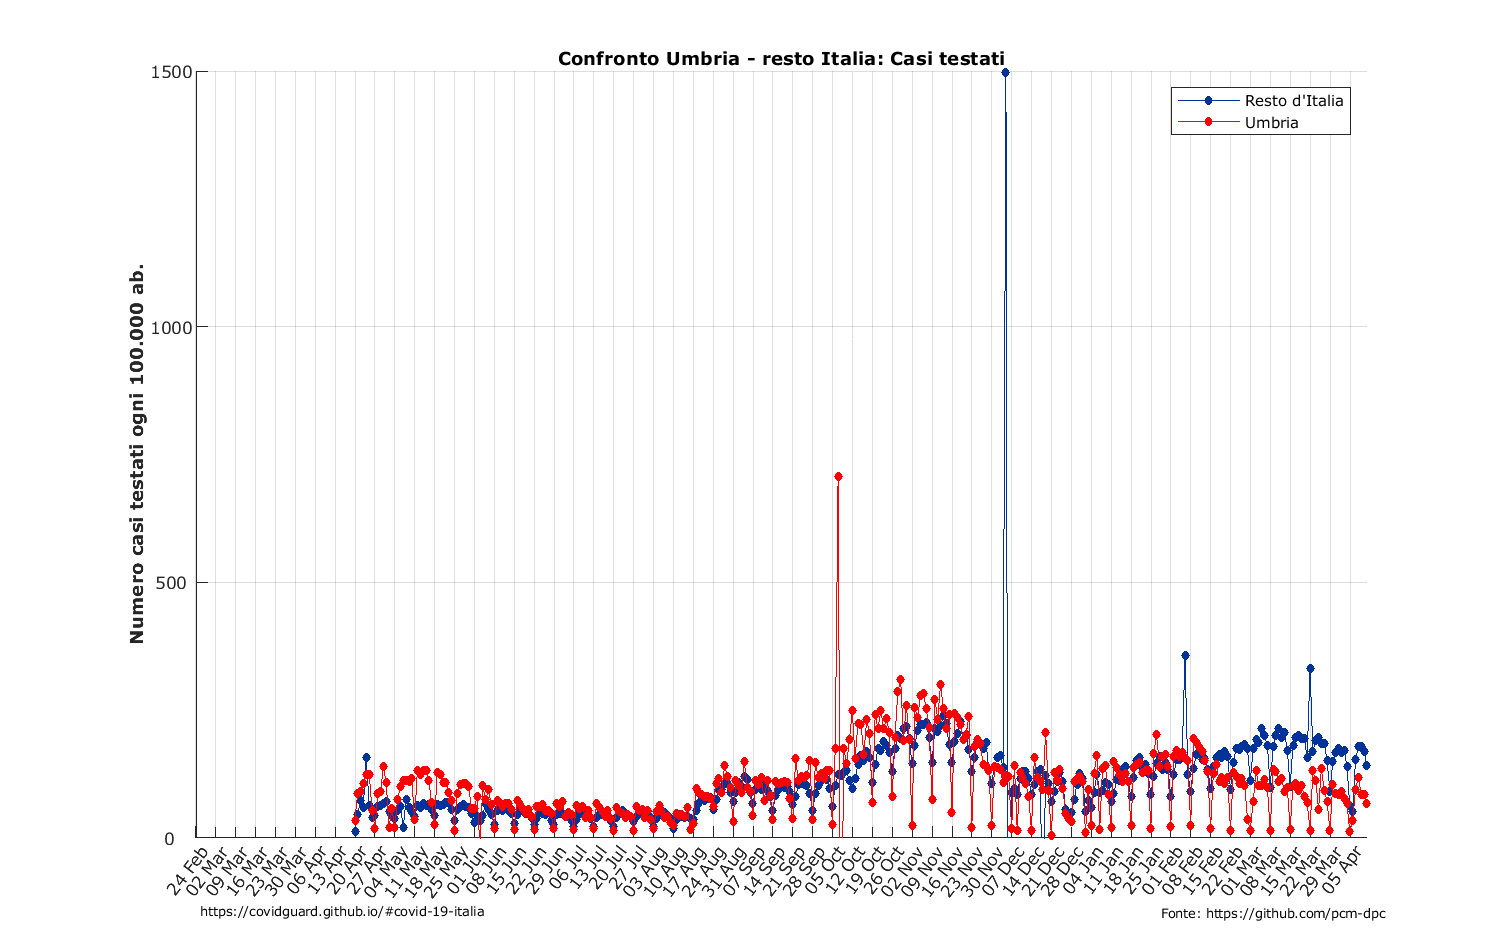 Confronto Umbria - resto Italia: Casi testati
Numero casi testati ogni 100.000 ab.
1500
1000
500
0
Resto d'Italia
Umbria
24 Feb
02 Mar
09 Mar
16 Mar
23 Mar
30 Mar
06 Apr
13 Apr
20 Apr
27 Apr
04 May
11 May
18 May
25 May
01 Jun
08 Jun
15 Jun
22 Jun
29 Jun
06 Jul
13 Jul
20 Jul
27 Jul
03 Aug
10 Aug
17 Aug
24 Aug
31 Aug
07 Sep
14 Sep
21 Sep
28 Sep
05 Oct
12 Oct
19 Oct
26 Oct
02 Nov
09 Nov
16 Nov
23 Nov
30 Nov
07 Dec
14 Dec
21 Dec
28 Dec
04 Jan
11 Jan
18 Jan
25 Jan
01 Feb
08 Feb
15 Feb
22 Feb
01 Mar
08 Mar
15 Mar
22 Mar
29 Mar
05 Apr
https://covidguard.github.io/#covid-19-italia
Fonte: https://github.com/pcm-dpc